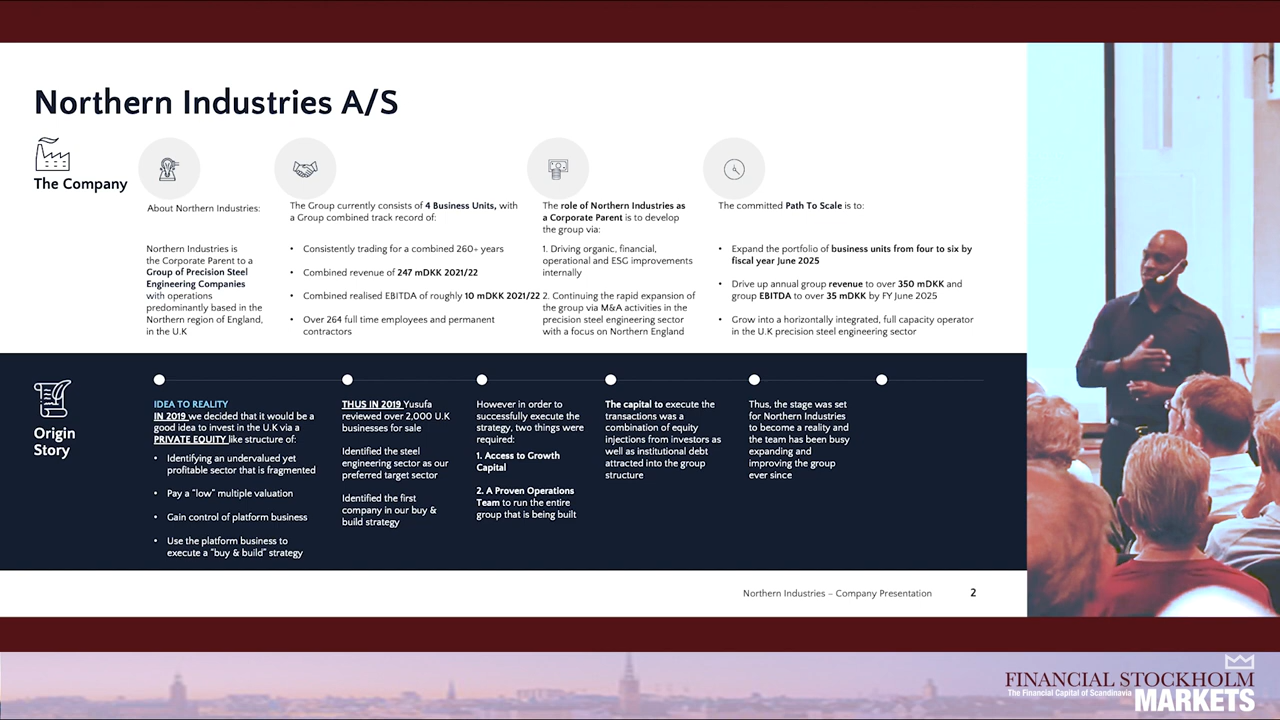 Northern Industries A/S
The Company
About Northern Industries:
Northern Industries is
the Corporate Parent to a
Group of Precision Steel
Engineering Companies
with operations
predominantly based in the
Northern region of England,
in the U.K
The Group currently consists of 4 Business Units, with
a Group combined track record of:
• Consistently trading for a combined 260+ years
• Combined revenue of 247 mDKK 2021/22
• Combined realised EBITDA of roughly 10 mDKK 2021/22
• Over 264 full time employees and permanent
contractors
The role of Northern Industries as
a Corporate Parent is to develop
the group via:
1. Driving organic, financial,
operational and ESG improvements
internally
2. Continuing the rapid expansion of
the group via M&A activities in the
precision steel engineering sector
with a focus on Northern England
The committed Path To Scale is to:
• Expand the portfolio of business units from four to six by
fiscal year June 2025
• Drive up annual group revenue to over 350 mDKK and
group EBITDA to over 35 mDKK by FY June 2025
• Grow into a horizontally integrated, full capacity operator
in the U.K precision steel engineering sector
Origin
Story
IDEA TO REALITY
IN 2019 we decided that it would be a
good idea to invest in the U.K via a
PRIVATE EQUITY like structure of:
• Identifying an undervalued yet
profitable sector that is fragmented
• Pay a "low" multiple valuation
• Gain control of platform business
• Use the platform business to
execute a "buy & build" strategy
THUS IN 2019 Yusufa
reviewed over 2,000 U.K
businesses for sale
Identified the steel
engineering sector as our
preferred target sector
Identified the first
company in our buy &
build strategy
However in order to
successfully execute the
strategy, two things were
required:
1. Access to Growth
Capital
2. A Proven Operations
Team to run the entire
group that is being built
The capital to execute the
transactions was a
combination of equity
injections from investors as
well as institutional debt
attracted into the group
structure
Thus, the stage was set
for Northern Industries
to become a reality and
the team has been busy
expanding and
improving the group
ever since
Northern Industries – Company Presentation 2
FINANCIAL STOCKHOLM
The Financial Capital of Scandinavia
MARKETS